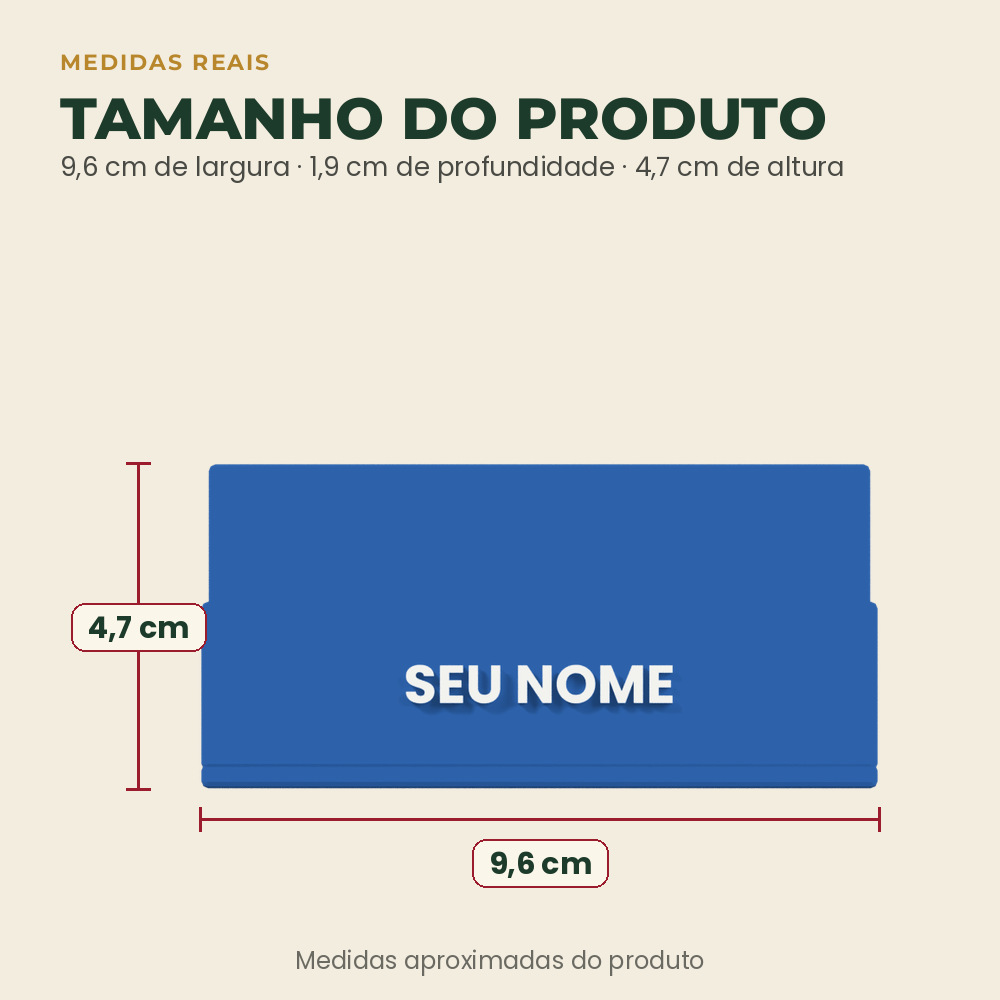 MEDIDAS REAIS
TAMANHO DO PRODUTO
9,6 cm de largura · 1,9 cm de profundidade · 4,7 cm de altura
4,7 cm
SEU NOME
9,6 cm
Medidas aproximadas do produto